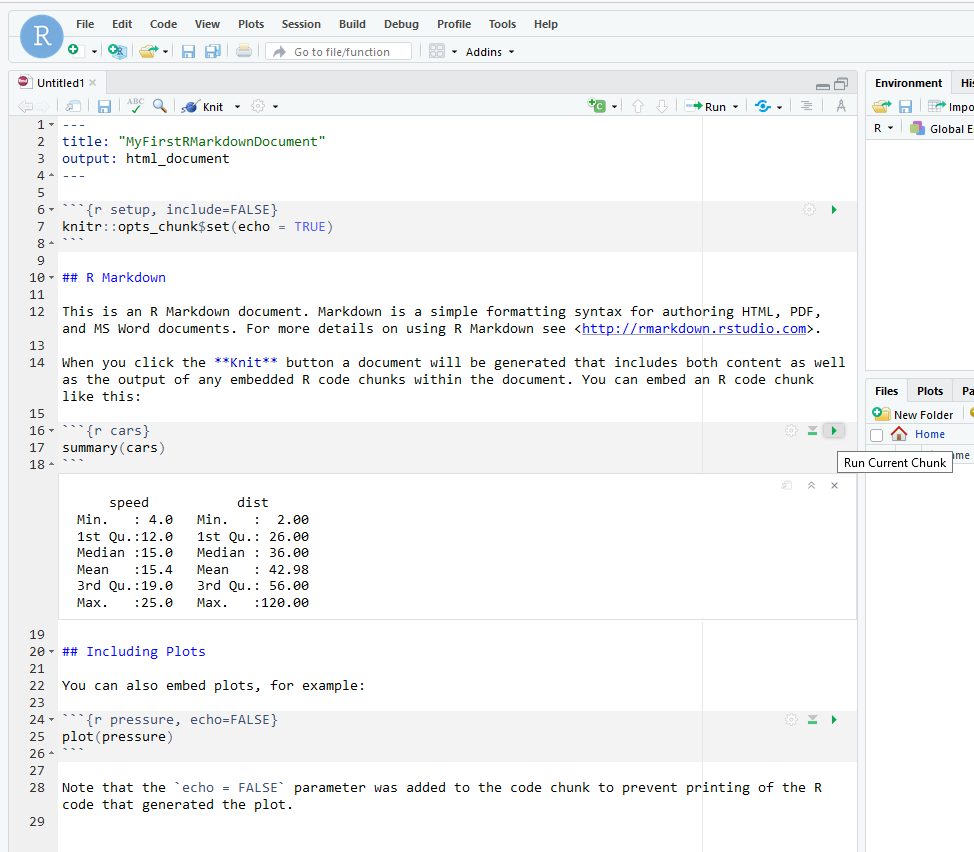 R File Edit Code View Plots Session Build Debug Profile Tools Help
Go to file/function Addins
Untitled1
ABC Knit Run
1 ---
2 title: "MyFirstRMarkdownDocument"
3 output: html_document
4 ---
5
6 ```{r setup, include=FALSE}
7 knitr::opts_chunk$set(echo = TRUE)
8 ```
9
10 ## R Markdown
11
12 This is an R Markdown document. Markdown is a simple formatting syntax for authoring HTML, PDF,
and MS Word documents. For more details on using R Markdown see <http://rmarkdown.rstudio.com>.
13
14 When you click the **Knit** button a document will be generated that includes both content as well
as the output of any embedded R code chunks within the document. You can embed an R code chunk
like this:
15
16 ```{r cars}
17 summary(cars)
18 ```
Run Current Chunk
speed dist
Min. : 4.0 Min. : 2.00
1st Qu.:12.0 1st Qu.: 26.00
Median :15.0 Median : 36.00
Mean :15.4 Mean : 42.98
3rd Qu.:19.0 3rd Qu.: 56.00
Max. :25.0 Max. :120.00
19
20 ## Including Plots
21
22 You can also embed plots, for example:
23
24 ```{r pressure, echo=FALSE}
25 plot(pressure)
26 ```
27
28 Note that the `echo = FALSE` parameter was added to the code chunk to prevent printing of the R
code that generated the plot.
29
Environment His
Impo
R Global E
Files Plots Pa
New Folder
Home
ame